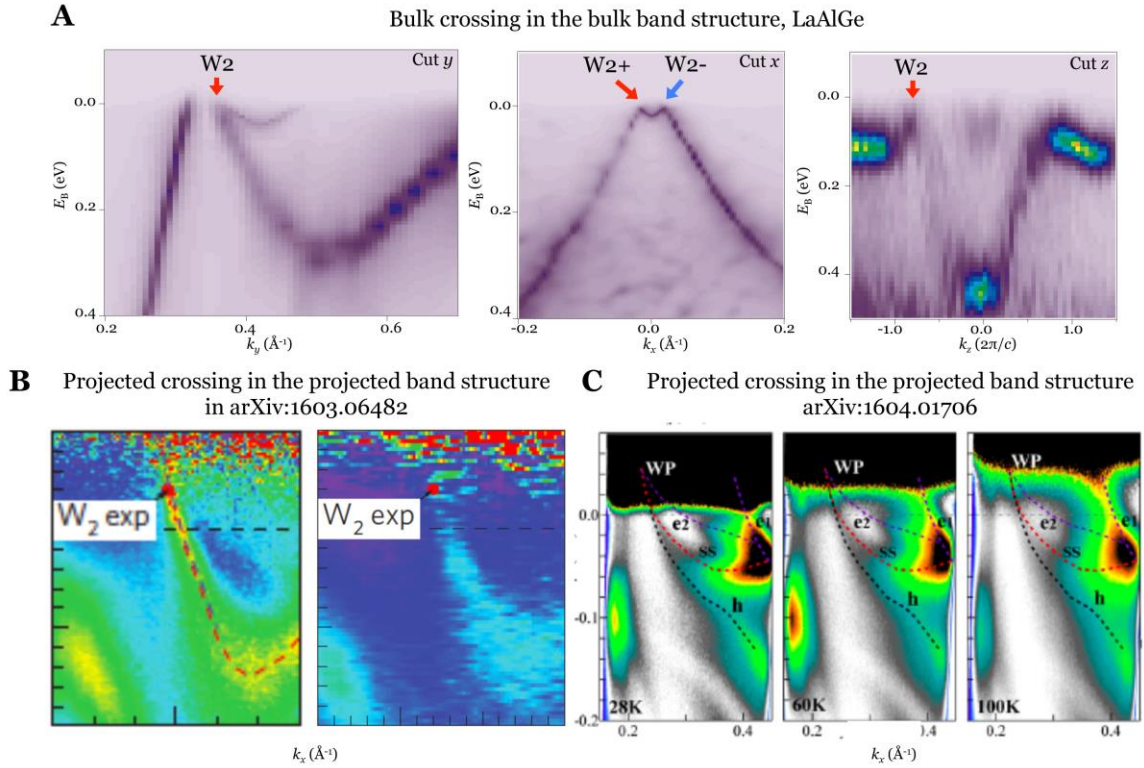 A
Bulk crossing in the bulk band structure, LaAlGe
W2
Cut y
W2+
W2-
Cut x
W2
Cut z
0.0
0.2
0.4
E_B (eV)
0.2
0.4
0.6
k_y (Å⁻¹)
0.0
0.2
0.4
E_B (eV)
-0.2
0.0
0.2
k_x (Å⁻¹)
0.0
0.2
0.4
E_B (eV)
-1.0
0.0
1.0
k_z (2π/c)
B
Projected crossing in the projected band structure
in arXiv:1603.06482
W₂ exp
W₂ exp
k_x (Å⁻¹)
C
Projected crossing in the projected band structure
arXiv:1604.01706
WP
WP
WP
0.0
-0.1
-0.2
e2
e1
ss
h
28K
e2
e1
ss
h
60K
e2
e1
ss
h
100K
0.2
0.4
0.2
0.4
0.2
0.4
k_x (Å⁻¹)